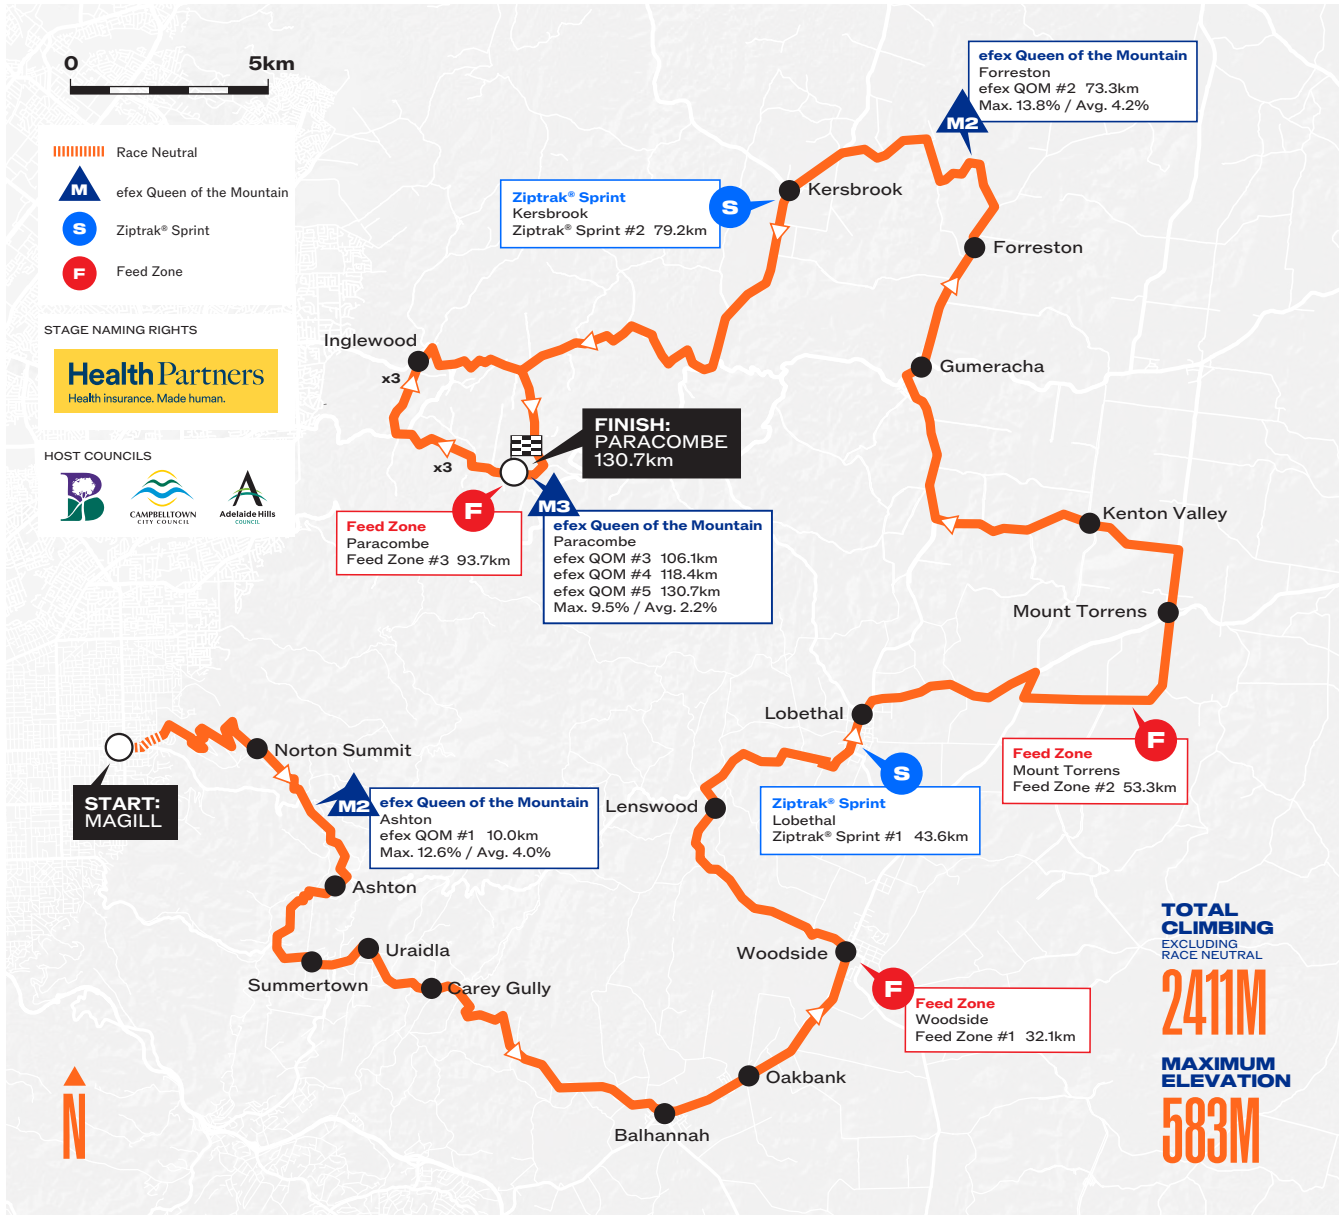 0 5km
Race Neutral
M efex Queen of the Mountain
S Ziptrak® Sprint
F Feed Zone
STAGE NAMING RIGHTS
Health Partners
Health insurance. Made human.
HOST COUNCILS
B
CAMPBELLTOWN
CITY COUNCIL
Adelaide Hills
COUNCIL
efex Queen of the Mountain
Forreston
efex QOM #2 73.3km
Max. 13.8% / Avg. 4.2%
M2
Ziptrak® Sprint
Kersbrook
Ziptrak® Sprint #2 79.2km
S
Kersbrook
Forreston
Inglewood
x3
Gumeracha
FINISH:
PARACOMBE
130.7km
x3
F
M3
Feed Zone
Paracombe
Feed Zone #3 93.7km
efex Queen of the Mountain
Paracombe
efex QOM #3 106.1km
efex QOM #4 118.4km
efex QOM #5 130.7km
Max. 9.5% / Avg. 2.2%
Kenton Valley
Mount Torrens
Lobethal
F
Feed Zone
Mount Torrens
Feed Zone #2 53.3km
Norton Summit
START:
MAGILL
M2
efex Queen of the Mountain
Ashton
efex QOM #1 10.0km
Max. 12.6% / Avg. 4.0%
Lenswood
S
Ziptrak® Sprint
Lobethal
Ziptrak® Sprint #1 43.6km
Ashton
Uraidla
Summertown
Carey Gully
Woodside
F
Feed Zone
Woodside
Feed Zone #1 32.1km
Oakbank
Balhannah
TOTAL
CLIMBING
EXCLUDING
RACE NEUTRAL
2411M
MAXIMUM
ELEVATION
583M
N